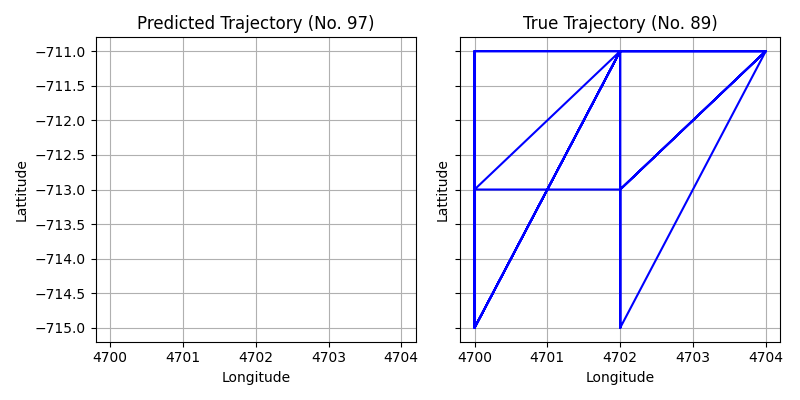 Predicted Trajectory (No. 97)
−711.0
−711.5
−712.0
−712.5
−713.0
−713.5
−714.0
−714.5
−715.0
Lattitude
4700 4701 4702 4703 4704
Longitude
True Trajectory (No. 89)
Lattitude
4700 4701 4702 4703 4704
Longitude